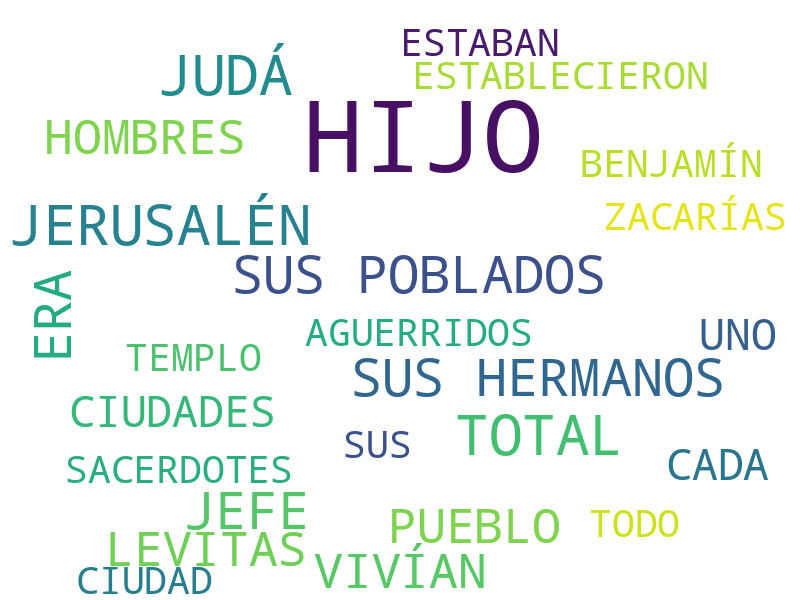 ESTABAN
JUDÁ
ESTABLECIERON
HIJO
HOMBRES
BENJAMÍN
JERUSALÉN
ZACARÍAS
SUS POBLADOS
ERA
AGUERRIDOS
UNO
TEMPLO
SUS HERMANOS
CIUDADES
TOTAL
SUS
CADA
SACERDOTES
JEFE
PUEBLO
TODO
LEVITAS
VIVÍAN
CIUDAD